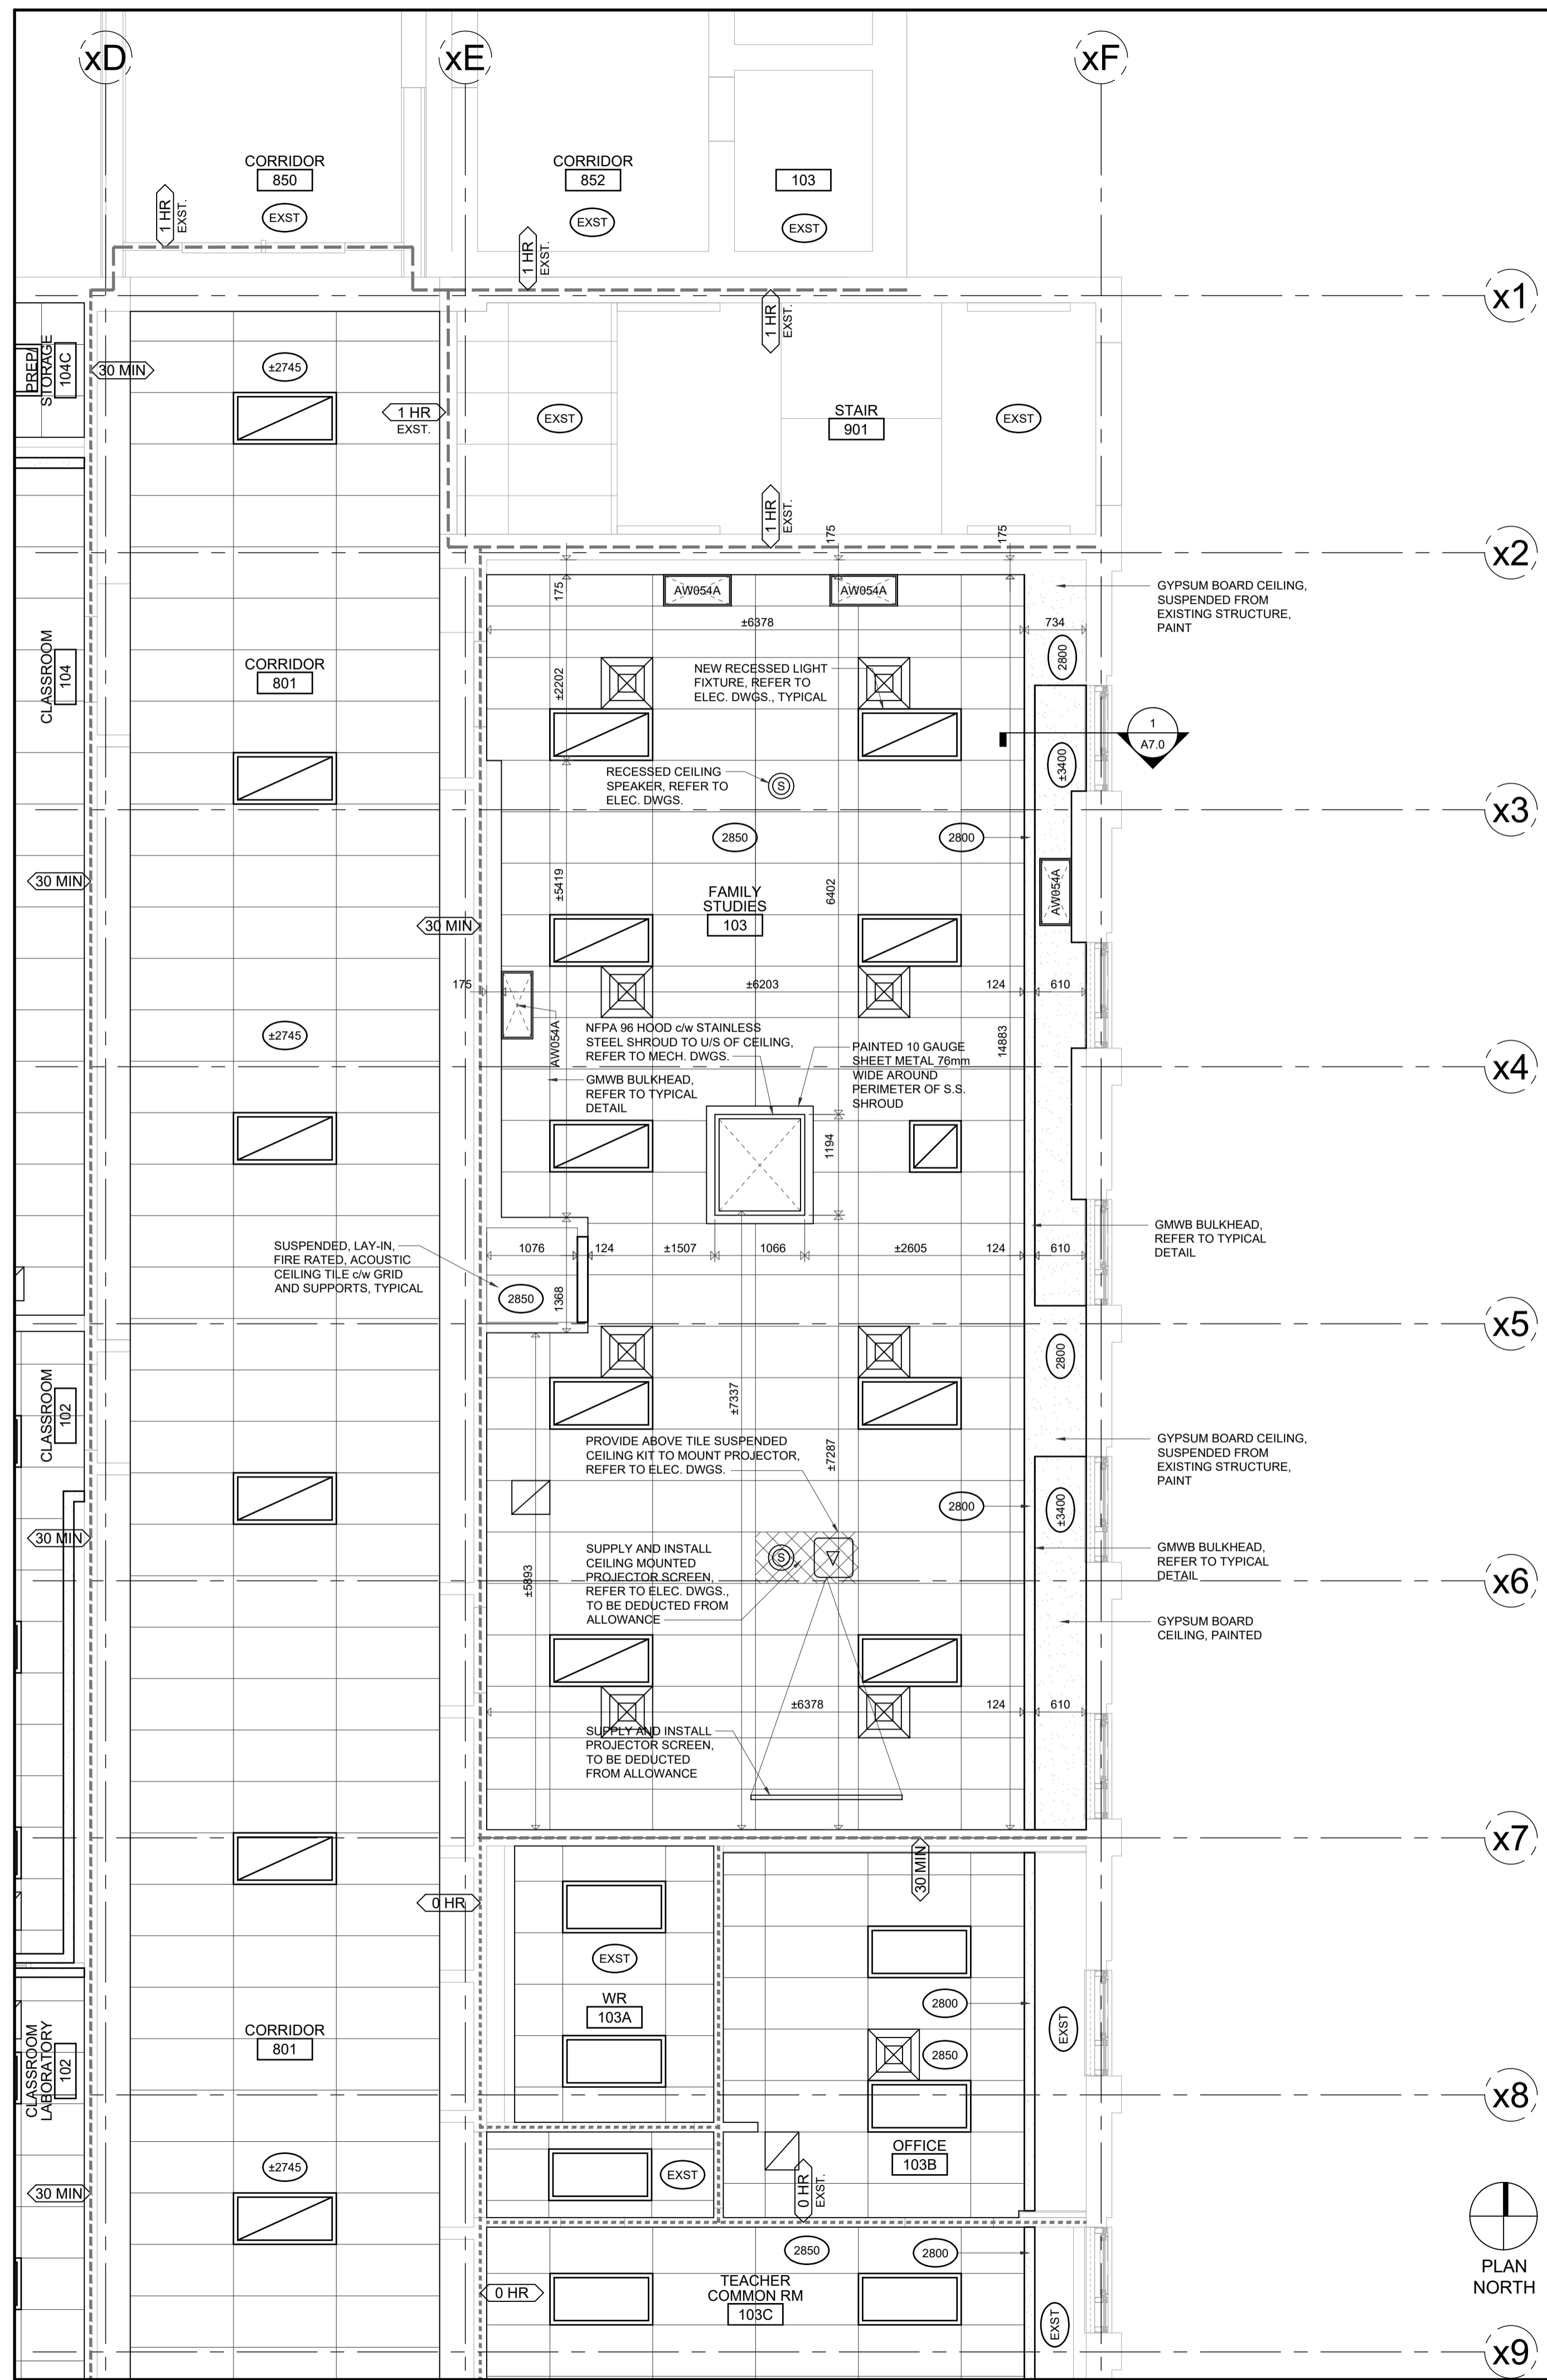 xD
xE
xF
CORRIDOR
850
EXST
CORRIDOR
852
EXST
103
EXST
1 HR
EXST.
1 HR
EXST.
x1
1 HR
EXST.
PREP/
STORAGE
104C
30 MIN
±2745
1 HR
EXST.
EXST
STAIR
901
EXST
1 HR
EXST.
175
175
x2
175
AW054A
AW054A
GYPSUM BOARD CEILING,
SUSPENDED FROM
EXISTING STRUCTURE,
PAINT
±6378
734
2800
CLASSROOM
104
CORRIDOR
801
±2202
NEW RECESSED LIGHT
FIXTURE, REFER TO
ELEC. DWGS., TYPICAL
1
A7.0
±3400
RECESSED CEILING
SPEAKER, REFER TO
ELEC. DWGS.
S
x3
2850
2800
30 MIN
±5419
6402
FAMILY
STUDIES
103
AW054A
30 MIN
175
±6203
124
610
AW054A
NFPA 96 HOOD c/w STAINLESS
STEEL SHROUD TO U/S OF CEILING,
REFER TO MECH. DWGS.
PAINTED 10 GAUGE
SHEET METAL 76mm
WIDE AROUND
PERIMETER OF S.S.
SHROUD
14883
±2745
x4
GMWB BULKHEAD,
REFER TO TYPICAL
DETAIL
1194
GMWB BULKHEAD,
REFER TO TYPICAL
DETAIL
SUSPENDED, LAY-IN,
FIRE RATED, ACOUSTIC
CEILING TILE c/w GRID
AND SUPPORTS, TYPICAL
1076
124
±1507
1066
±2605
124
610
2850
1368
x5
2800
CLASSROOM
102
±7337
±7287
PROVIDE ABOVE TILE SUSPENDED
CEILING KIT TO MOUNT PROJECTOR,
REFER TO ELEC. DWGS.
GYPSUM BOARD CEILING,
SUSPENDED FROM
EXISTING STRUCTURE,
PAINT
2800
±3400
30 MIN
SUPPLY AND INSTALL
CEILING MOUNTED
PROJECTOR SCREEN,
REFER TO ELEC. DWGS.,
TO BE DEDUCTED FROM
ALLOWANCE
S
GMWB BULKHEAD,
REFER TO TYPICAL
DETAIL
±5893
x6
GYPSUM BOARD
CEILING, PAINTED
±6378
124
610
SUPPLY AND INSTALL
PROJECTOR SCREEN,
TO BE DEDUCTED
FROM ALLOWANCE
x7
30 MIN
0 HR
EXST
WR
103A
2800
EXST
CORRIDOR
801
2850
CLASSROOM
LABORATORY
102
x8
OFFICE
103B
±2745
EXST
0 HR
EXST.
30 MIN
2850
2800
0 HR
TEACHER
COMMON RM
103C
EXST
PLAN
NORTH
x9